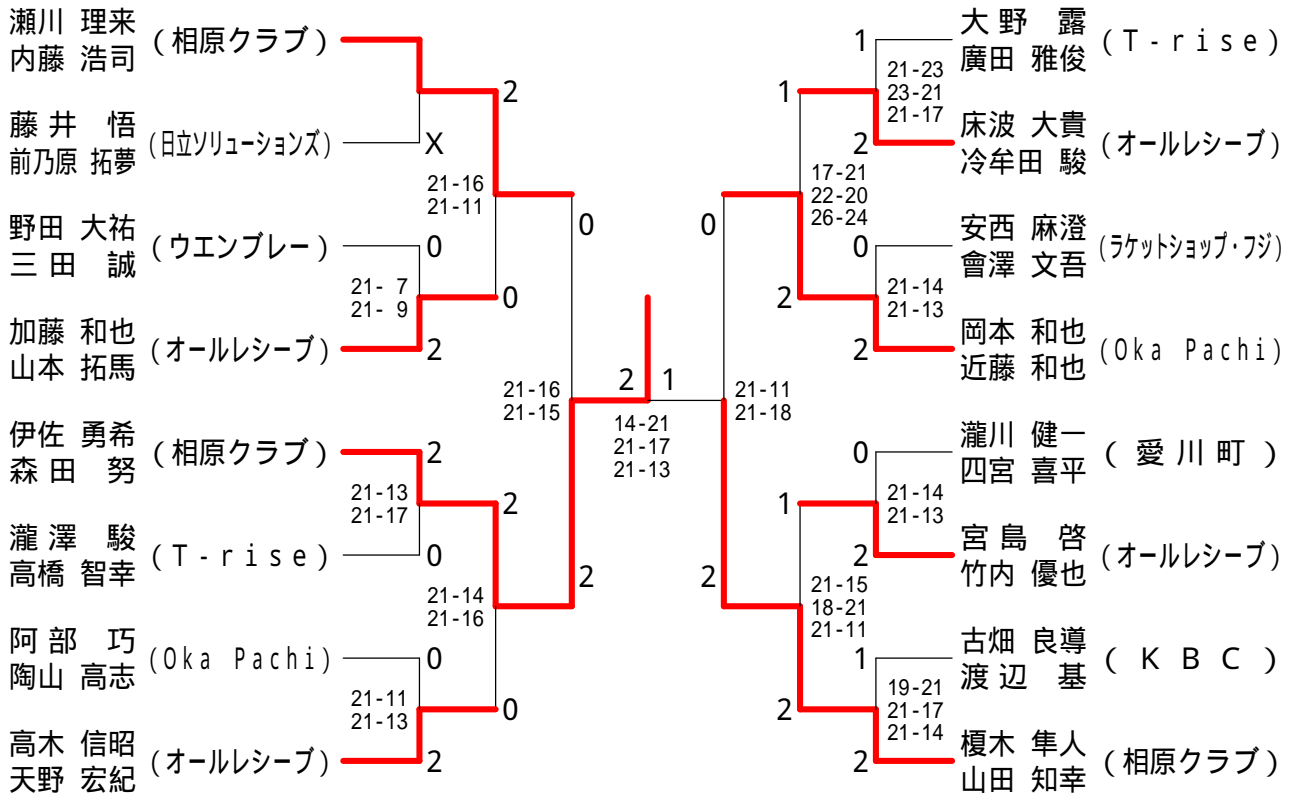 瀬川 理来
内藤 浩司
(相原クラブ)
藤井 悟
前乃原 拓夢
(日立ソリューションズ)
X
2
21-16
21-11
野田 大祐
三田 誠
(ウエンブレー)
0
21- 7
21- 9
加藤 和也
山本 拓馬
(オールレシーブ)
2
0
0
伊佐 勇希
森田 努
(相原クラブ)
2
21-13
21-17
瀧澤 駿
高橋 智幸
(T-rise)
0
2
21-14
21-16
阿部 巧
陶山 高志
(Oka Pachi)
0
21-11
21-13
高木 信昭
天野 宏紀
(オールレシーブ)
2
0
2
21-16
21-15
2
1
14-21
21-17
21-13
大野 露
廣田 雅俊
(T-rise)
1
21-23
23-21
21-17
床波 大貴
冷牟田 駿
(オールレシーブ)
2
1
17-21
22-20
26-24
安西 麻澄
會澤 文吾
(ラケットショップ・フジ)
0
21-14
21-13
岡本 和也
近藤 和也
(Oka Pachi)
2
2
0
21-11
21-18
瀧川 健一
四宮 喜平
(愛川町)
0
21-14
21-13
宮島 啓
竹内 優也
(オールレシーブ)
2
1
21-15
18-21
21-11
古畑 良導
渡辺 基
(KBC)
1
19-21
21-17
21-14
榎木 隼人
山田 知幸
(相原クラブ)
2
2
2